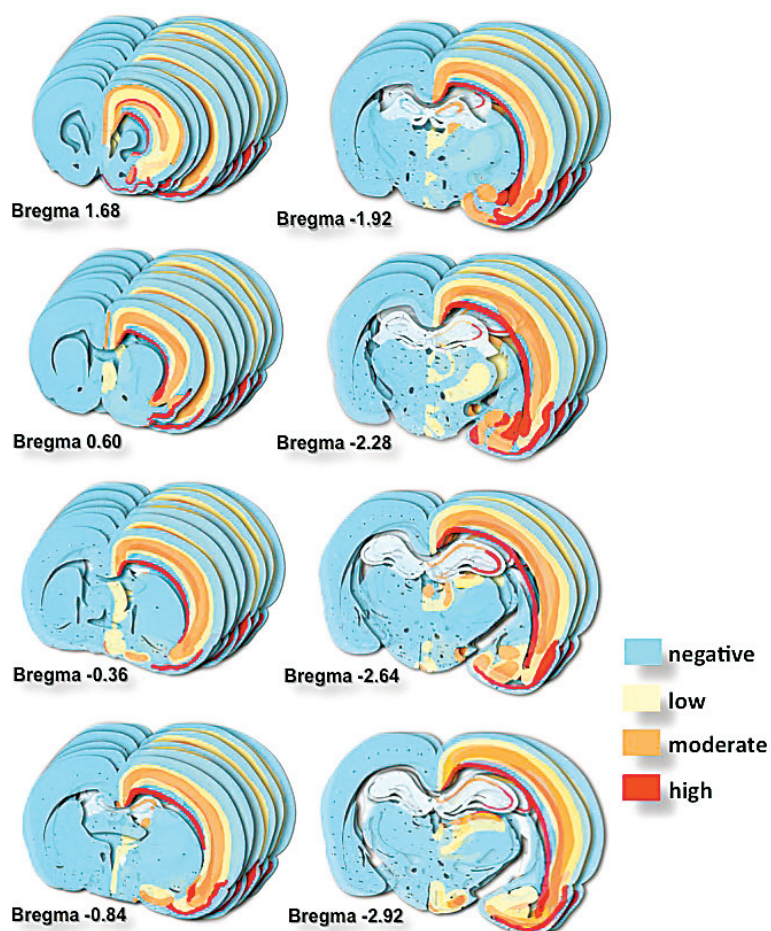 Bregma 1.68
Bregma -1.92
Bregma 0.60
Bregma -2.28
Bregma -0.36
Bregma -2.64
Bregma -0.84
Bregma -2.92
negative
low
moderate
high